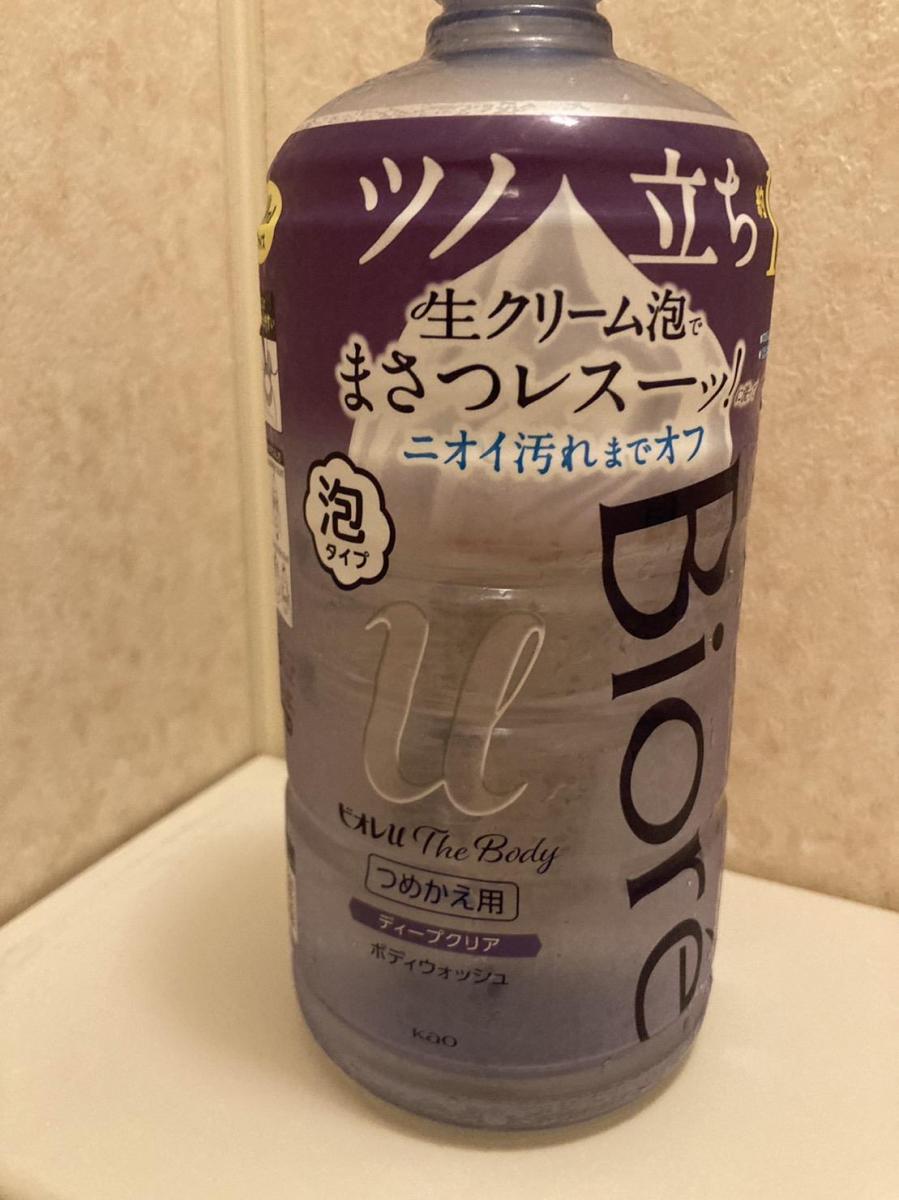 ツノ 立ち
生クリーム泡で
まさつレスーッ!
ニオイ汚れまでオフ
泡
タイプ
Bioré
u
ビオレu The Body
つめかえ用
ディープクリア
ボディウォッシュ
Kao